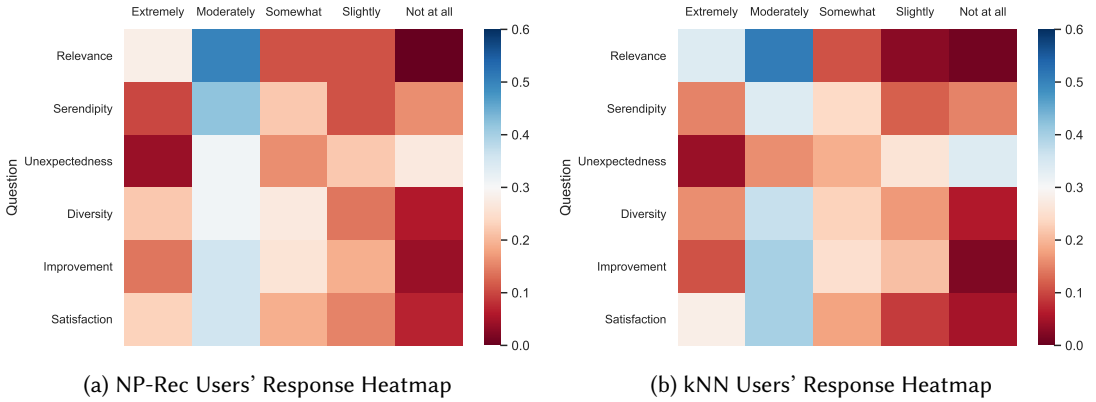 Extremely Moderately Somewhat Slightly Not at all
Relevance
Serendipity
Unexpectedness
Diversity
Improvement
Satisfaction
Question
0.6
0.5
0.4
0.3
0.2
0.1
0.0
(a) NP-Rec Users' Response Heatmap
Extremely Moderately Somewhat Slightly Not at all
Relevance
Serendipity
Unexpectedness
Diversity
Improvement
Satisfaction
Question
0.6
0.5
0.4
0.3
0.2
0.1
0.0
(b) kNN Users' Response Heatmap